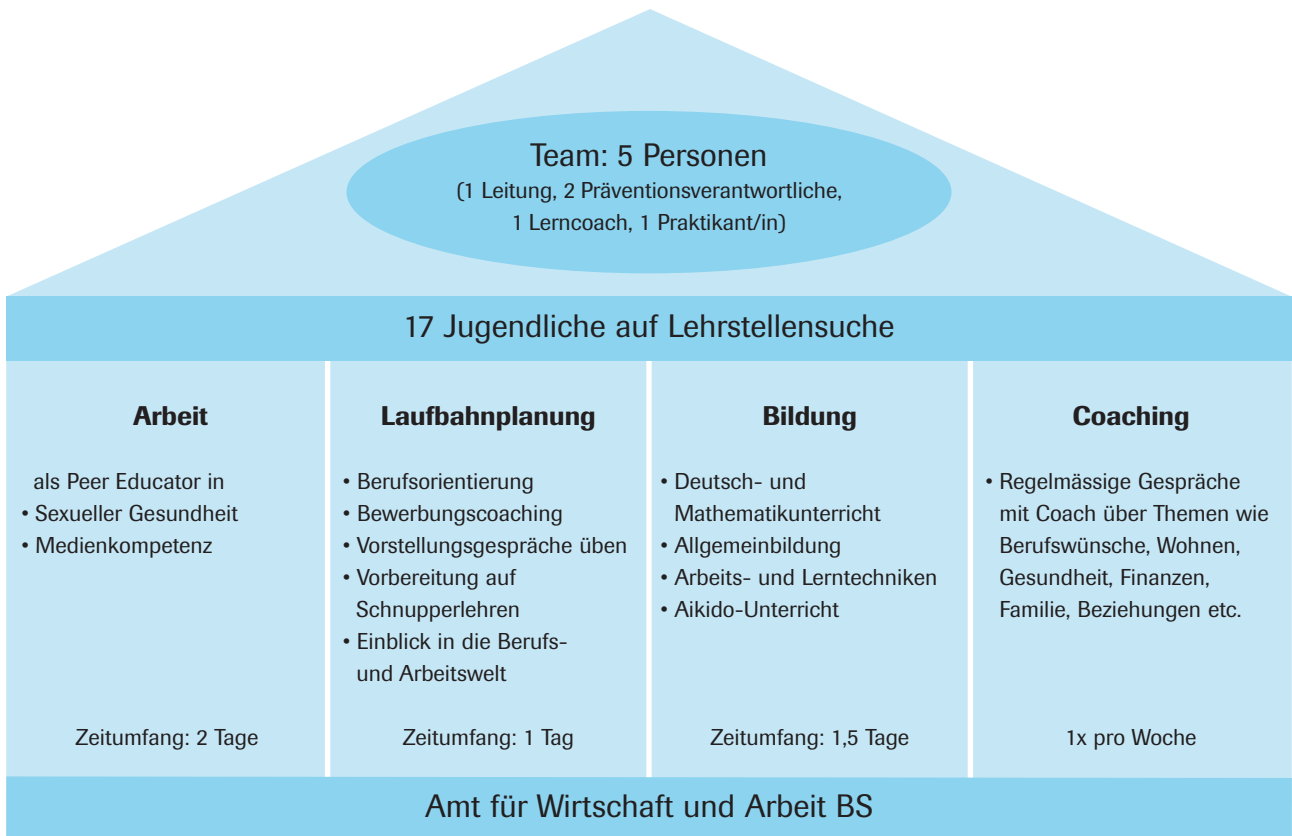 Team: 5 Personen
(1 Leitung, 2 Präventionsverantwortliche,
1 Lerncoach, 1 Praktikant/in)
17 Jugendliche auf Lehrstellensuche
Arbeit
als Peer Educator in
• Sexueller Gesundheit
• Medienkompetenz
Zeitumfang: 2 Tage
Laufbahnplanung
• Berufsorientierung
• Bewerbungscoaching
• Vorstellungsgespräche üben
• Vorbereitung auf
Schnupperlehren
• Einblick in die Berufs-
und Arbeitswelt
Zeitumfang: 1 Tag
Bildung
• Deutsch- und
Mathematikunterricht
• Allgemeinbildung
• Arbeits- und Lerntechniken
• Aikido-Unterricht
Zeitumfang: 1,5 Tage
Coaching
• Regelmässige Gespräche
mit Coach über Themen wie
Berufswünsche, Wohnen,
Gesundheit, Finanzen,
Familie, Beziehungen etc.
1x pro Woche
Amt für Wirtschaft und Arbeit BS